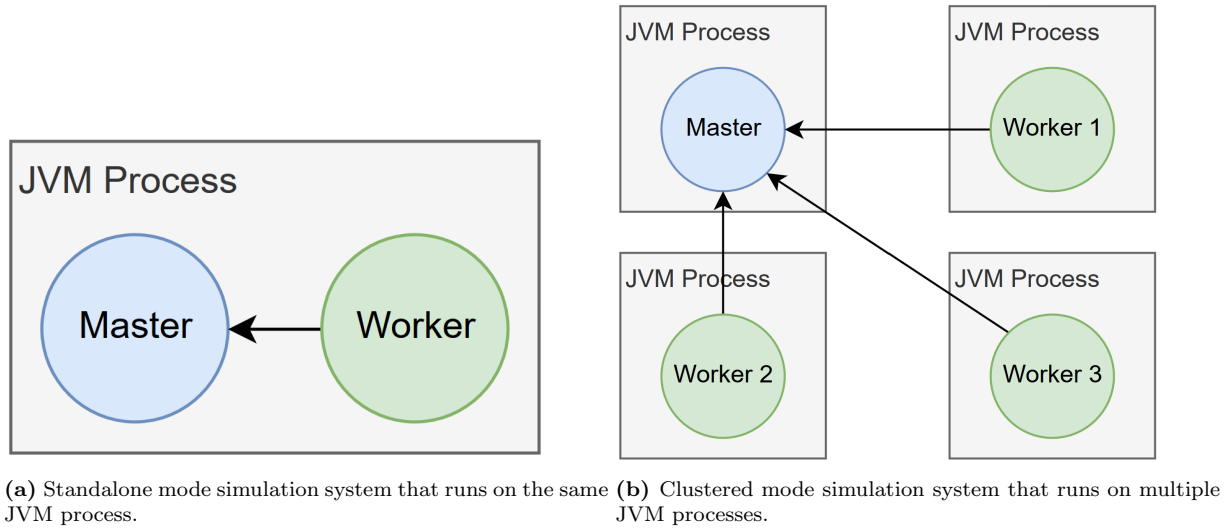 JVM Process
Master
Worker
(a) Standalone mode simulation system that runs on the same
JVM process.
JVM Process
Master
JVM Process
Worker 1
JVM Process
Worker 2
JVM Process
Worker 3
(b) Clustered mode simulation system that runs on multiple
JVM processes.